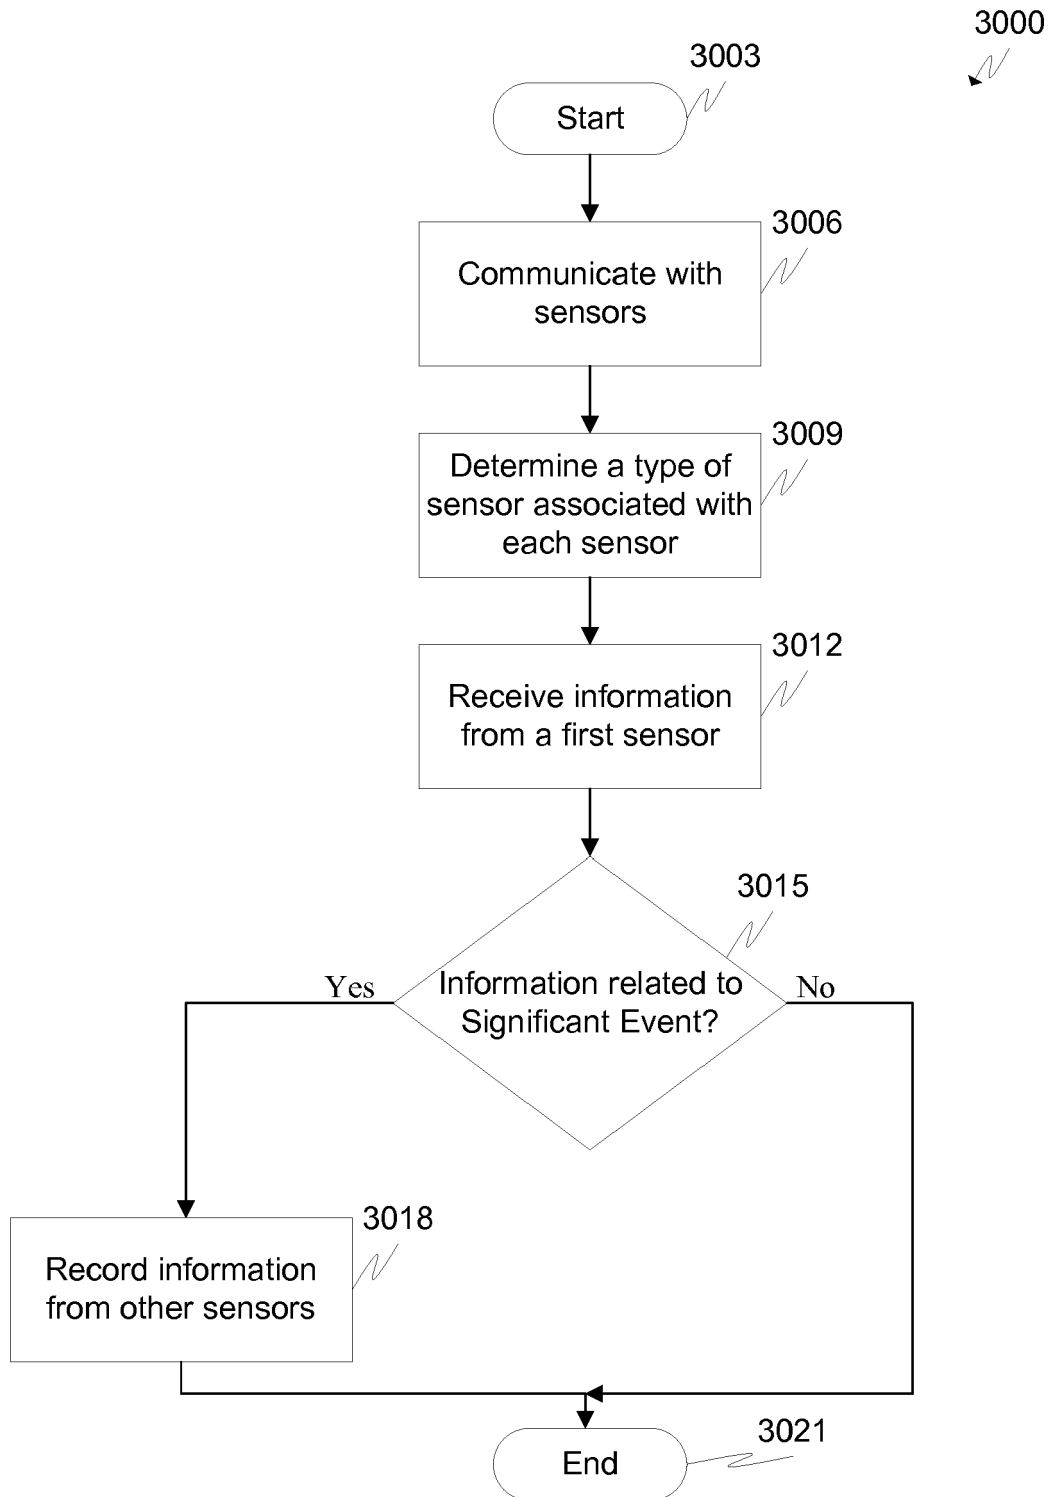 3000
3003
Start
3006
Communicate with
sensors
3009
Determine a type of
sensor associated with
each sensor
3012
Receive information
from a first sensor
3015
Information related to
Significant Event?
Yes
No
3018
Record information
from other sensors
3021
End